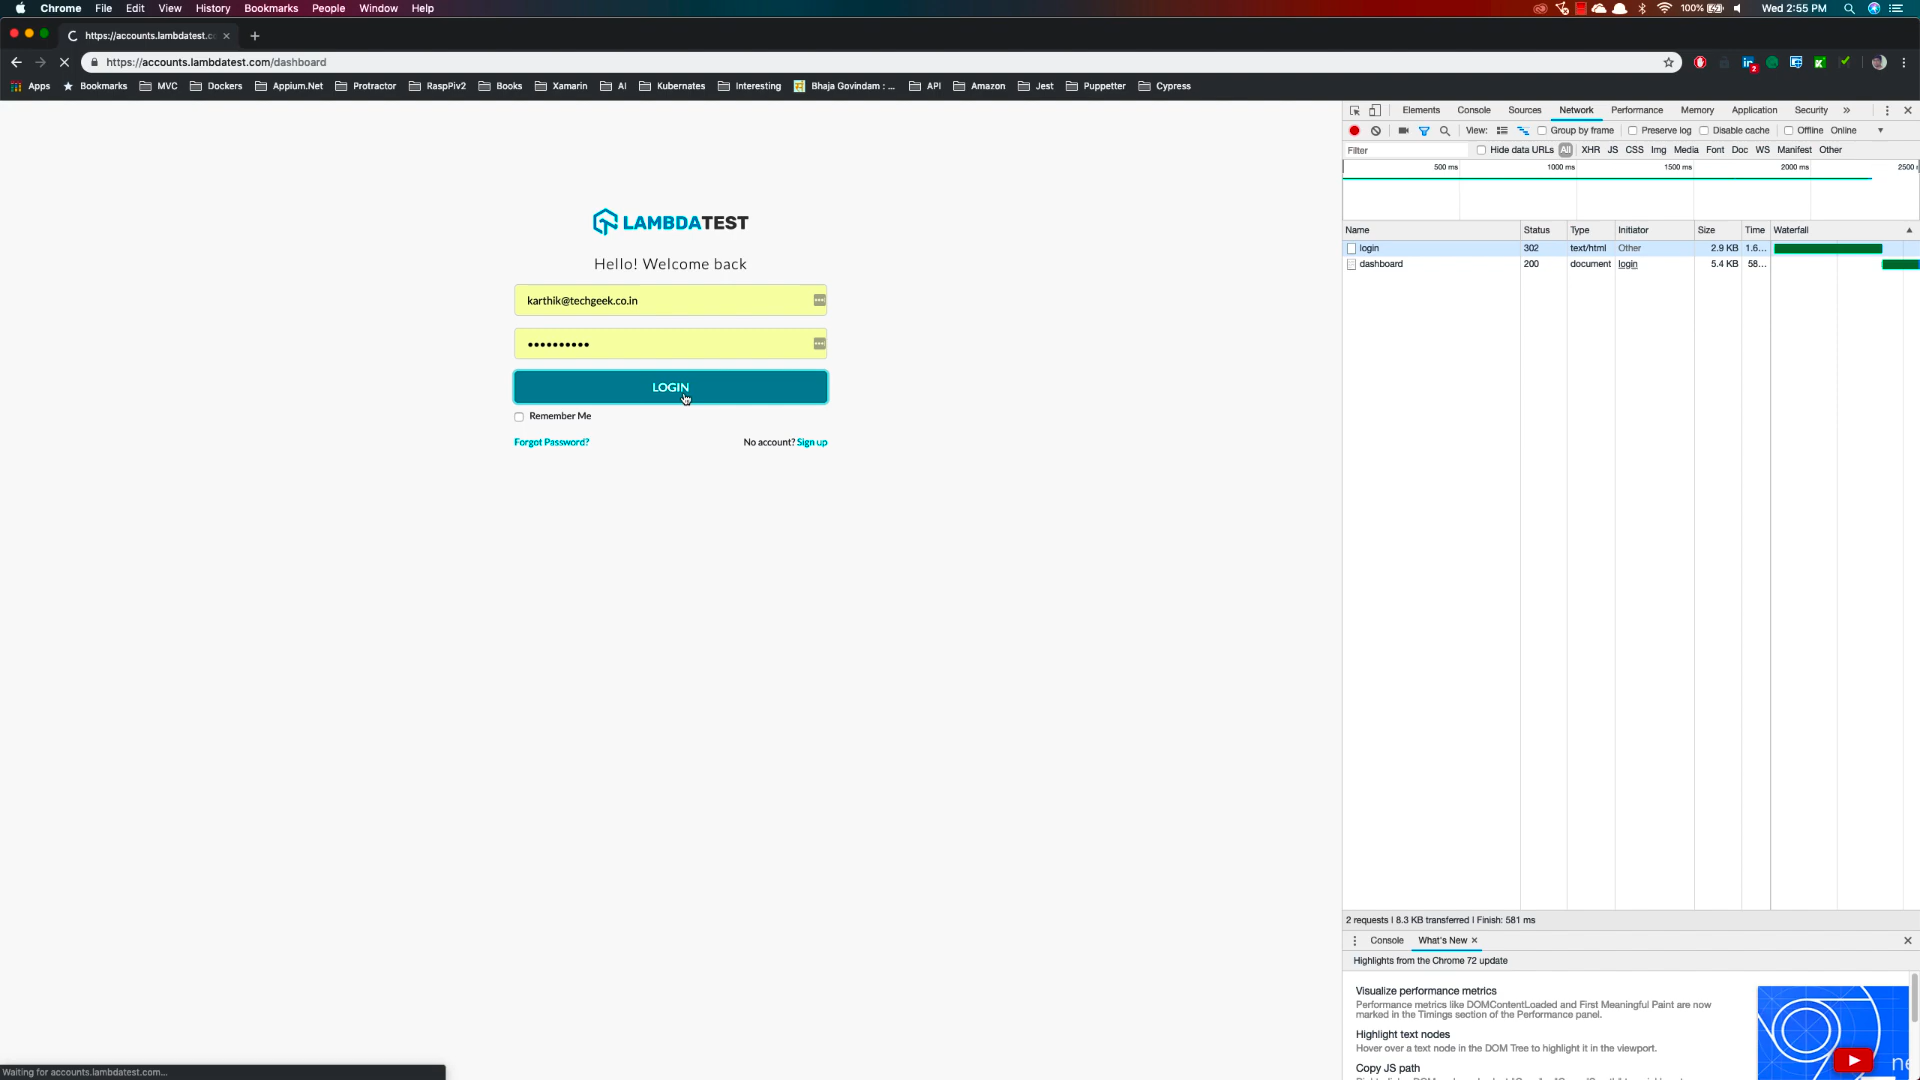 Chrome File Edit View History Bookmarks People Window Help 100% Wed 2:55 PM
https://accounts.lambdatest.c
https://accounts.lambdatest.com/dashboard
Apps Bookmarks MVC Dockers Appium.Net Protractor RaspPiv2 Books Xamarin AI Kubernates Interesting Bhaja Govindam : ... API Amazon Jest Puppetter Cypress
LAMBDATEST
Hello! Welcome back
karthik@techgeek.co.in
••••••••••
LOGIN
Remember Me
Forgot Password? No account? Sign up
Waiting for accounts.lambdatest.com...
Elements Console Sources Network Performance Memory Application Security »
View: Group by frame Preserve log Disable cache Offline Online
Filter Hide data URLs All XHR JS CSS Img Media Font Doc WS Manifest Other
500 ms 1000 ms 1500 ms 2000 ms 2500
Name Status Type Initiator Size Time Waterfall
login 302 text/html Other 2.9 KB 1.6...
dashboard 200 document login 5.4 KB 58...
2 requests | 8.3 KB transferred | Finish: 581 ms
Console What's New ×
Highlights from the Chrome 72 update
Visualize performance metrics
Performance metrics like DOMContentLoaded and First Meaningful Paint are now
marked in the Timings section of the Performance panel.
Highlight text nodes
Hover over a text node in the DOM Tree to highlight it in the viewport.
Copy JS path
ne